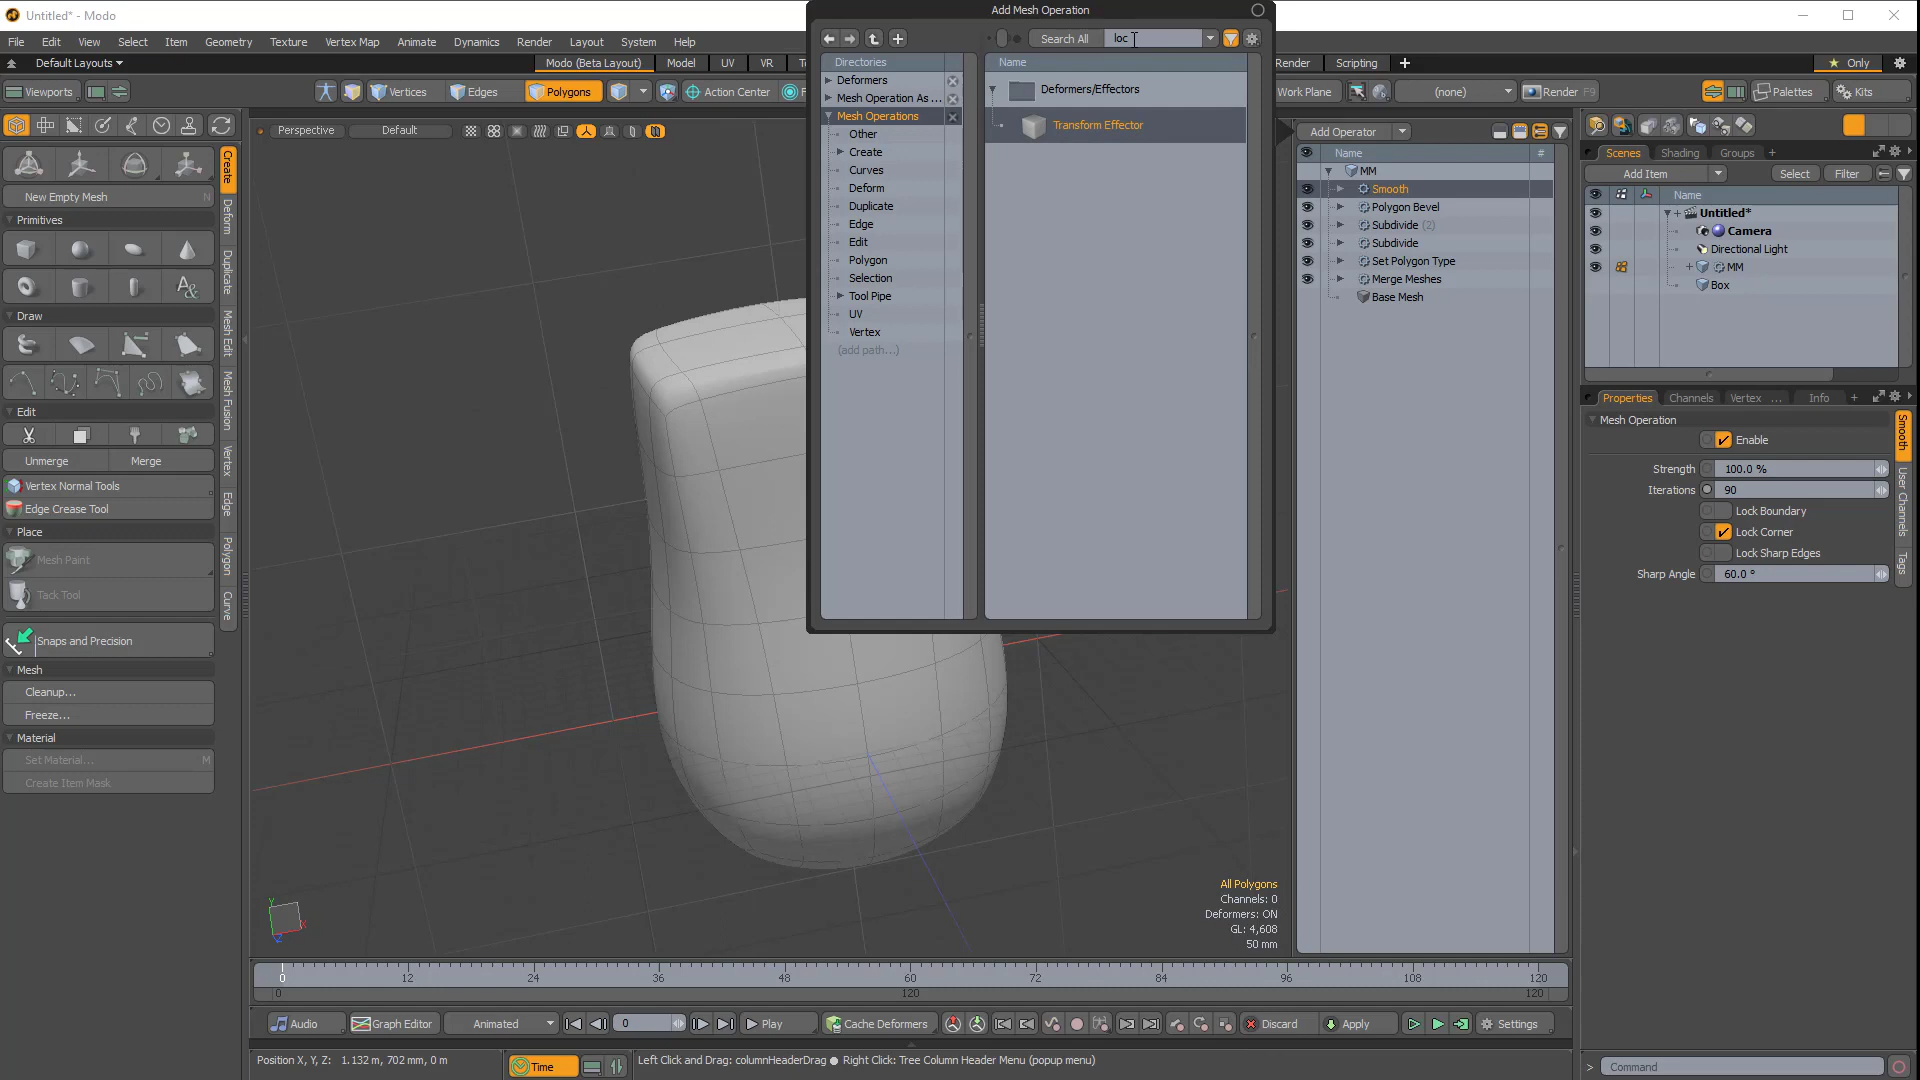 Untitled* - Modo
File Edit View Select Item Geometry Texture Vertex Map Animate Dynamics Render Layout System Help
Default Layouts
Modo (Beta Layout) Model UV VR
Render Scripting
Only
Viewports Vertices Edges Polygons Action Center
Work Plane (none) Render F9 Palettes Kits
Add Mesh Operation
Search All loc
Directories
Deformers
Mesh Operation As ...
Mesh Operations
Other
Create
Curves
Deform
Duplicate
Edge
Edit
Polygon
Selection
Tool Pipe
UV
Vertex
(add path...)
Name
Deformers/Effectors
Transform Effector
Perspective Default
New Empty Mesh N
Primitives
Draw
Edit
Unmerge Merge
Vertex Normal Tools
Edge Crease Tool
Place
Mesh Paint
Tack Tool
Snaps and Precision
Mesh
Cleanup...
Freeze...
Material
Set Material... M
Create Item Mask
Create
Deform
Duplicate
Mesh Edit
Mesh Fusion
Vertex
Edge
Polygon
Curve
Add Operator
Name #
MM
Smooth
Polygon Bevel
Subdivide (2)
Subdivide
Set Polygon Type
Merge Meshes
Base Mesh
Scenes Shading Groups +
Add Item Select Filter
Name
Untitled*
Camera
Directional Light
MM
Box
Properties Channels Vertex ... Info +
Mesh Operation
Enable
Strength 100.0 %
Iterations 90
Lock Boundary
Lock Corner
Lock Sharp Edges
Sharp Angle 60.0 °
Smooth
User Channels
Tags
All Polygons
Channels: 0
Deformers: ON
GL: 4,608
50 mm
0 12 24 36 48 60 72 84 96 108 120
0 120 120
Audio Graph Editor Animated 0 Play Cache Deformers Discard Apply Settings
Position X, Y, Z: 1.132 m, 702 mm, 0 m
Time
Left Click and Drag: columnHeaderDrag ● Right Click: Tree Column Header Menu (popup menu)
> Command